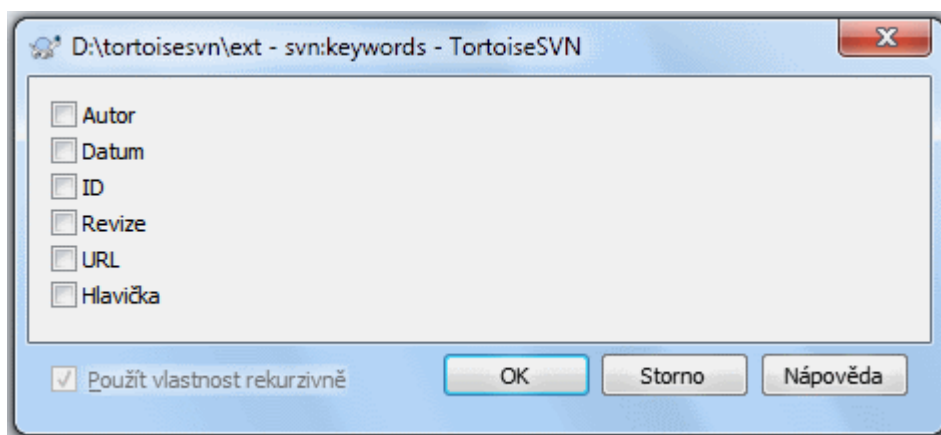 D:\tortoisesvn\ext - svn:keywords - TortoiseSVN
Autor
Datum
ID
Revize
URL
Hlavička
Použít vlastnost rekurzivně
OK
Storno
Nápověda